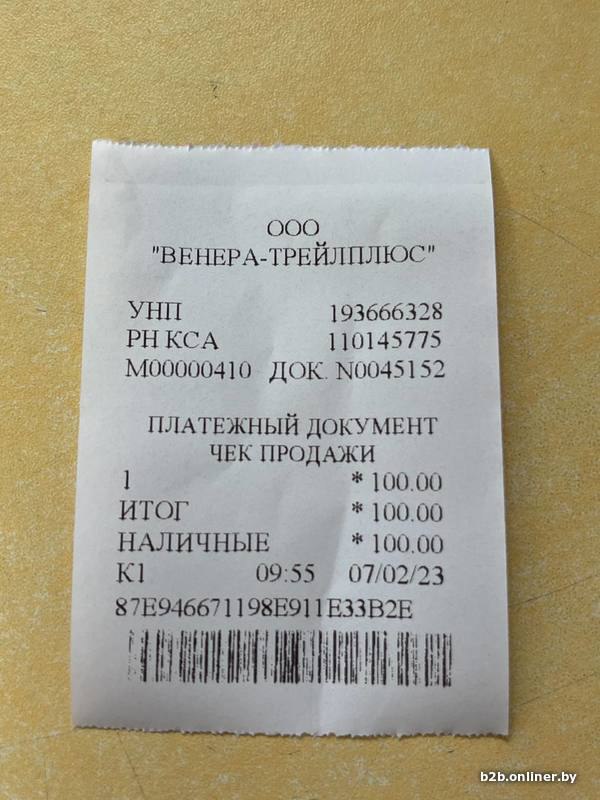 ООО
"ВЕНЕРА-ТРЕЙЛПЛЮС"
УНП 193666328
РН КСА 110145775
М00000410 ДОК. N0045152
ПЛАТЕЖНЫЙ ДОКУМЕНТ
ЧЕК ПРОДАЖИ
1 * 100.00
ИТОГ * 100.00
НАЛИЧНЫЕ * 100.00
К1 09:55 07/02/23
87E946671198E911E33B2E
b2b.onliner.by